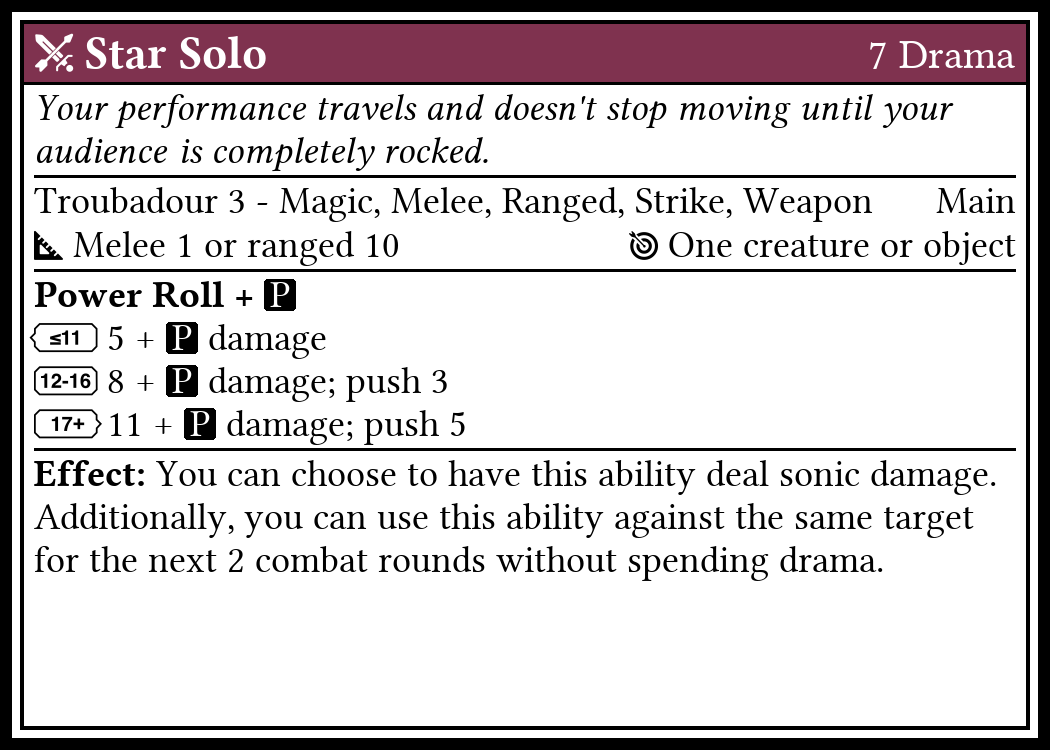 Star Solo 7 Drama
Your performance travels and doesn't stop moving until your
audience is completely rocked.
Troubadour 3 - Magic, Melee, Ranged, Strike, Weapon Main
Melee 1 or ranged 10 One creature or object
Power Roll + P
≤11 5 + P damage
12-16 8 + P damage; push 3
17+ 11 + P damage; push 5
Effect: You can choose to have this ability deal sonic damage.
Additionally, you can use this ability against the same target
for the next 2 combat rounds without spending drama.